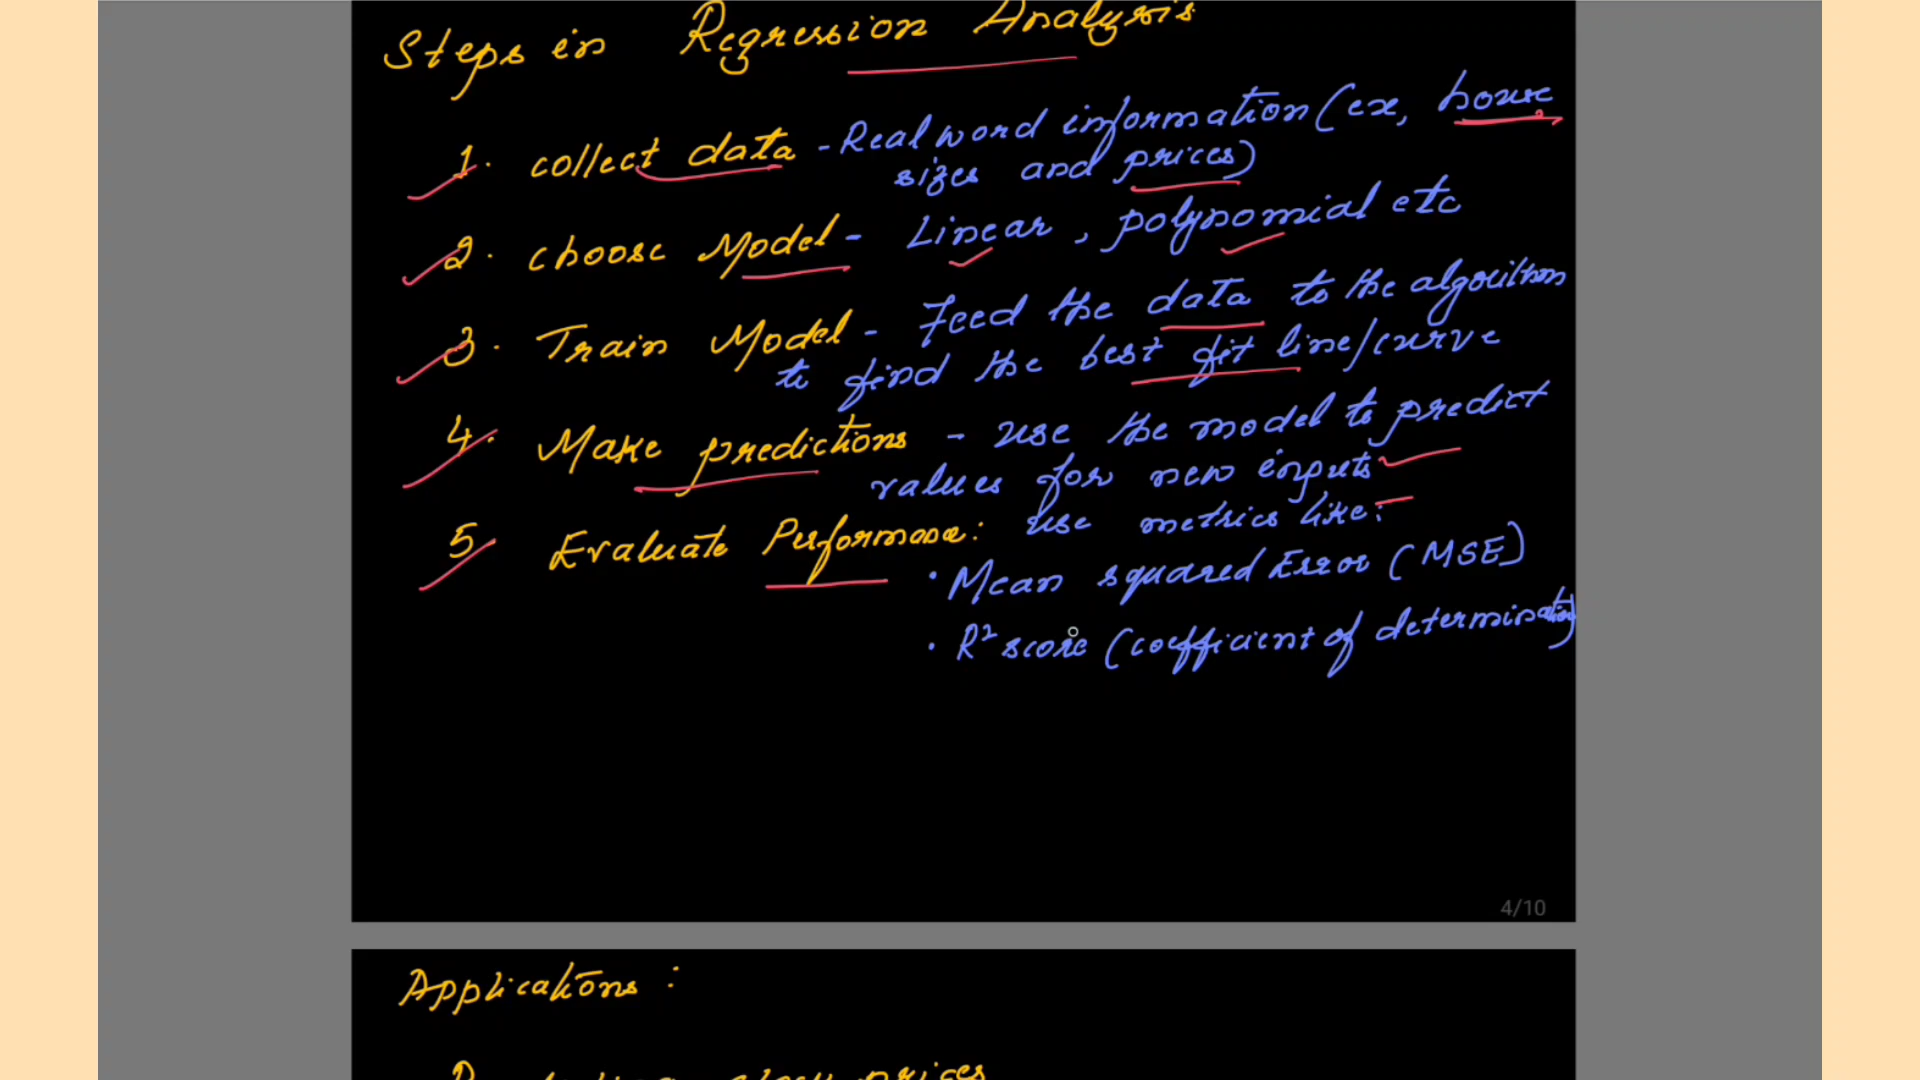 Steps in Regression Analysis
1. collect data - Real word information (ex, house
sizes and prices)
2. choose Model - Linear, polynomial etc
3. Train Model - Feed the data to the algorithm
to find the best fit line/curve
4. Make predictions - use the model to predict
values for new inputs
5 Evaluate Performance: use metrics like:
• Mean squared Error (MSE)
• R² score (coefficient of determination)
4/10
Applications:
prices